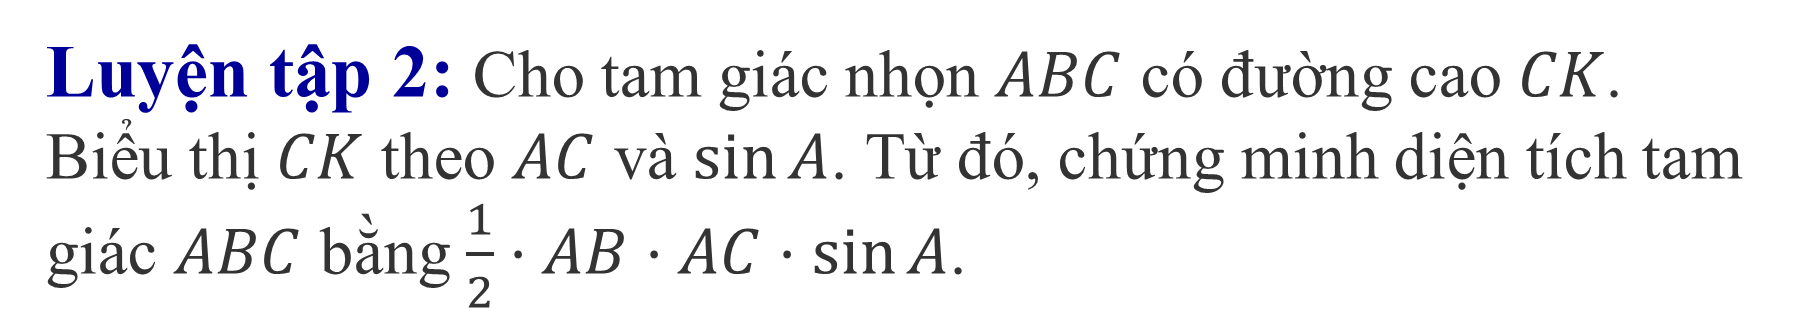 Luyện tập 2: Cho tam giác nhọn ABC có đường cao CK.
Biểu thị CK theo AC và sin A. Từ đó, chứng minh diện tích tam
giác ABC bằng 1/2 · AB · AC · sin A.